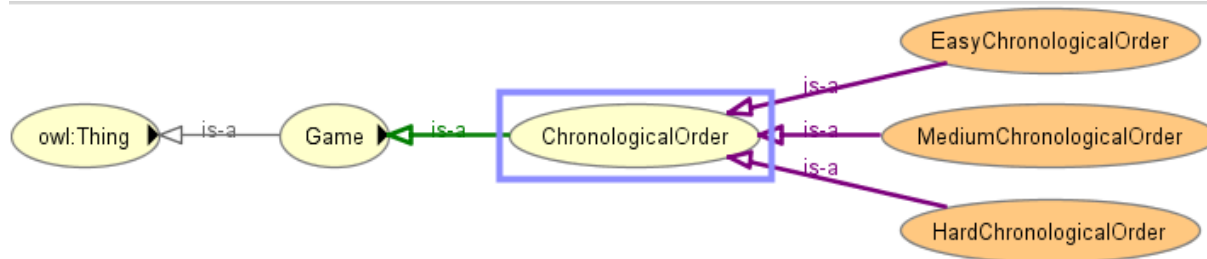 EasyChronologicalOrder
is-a
owl:Thing
is-a
Game
is-a
ChronologicalOrder
is-a
MediumChronologicalOrder
is-a
HardChronologicalOrder